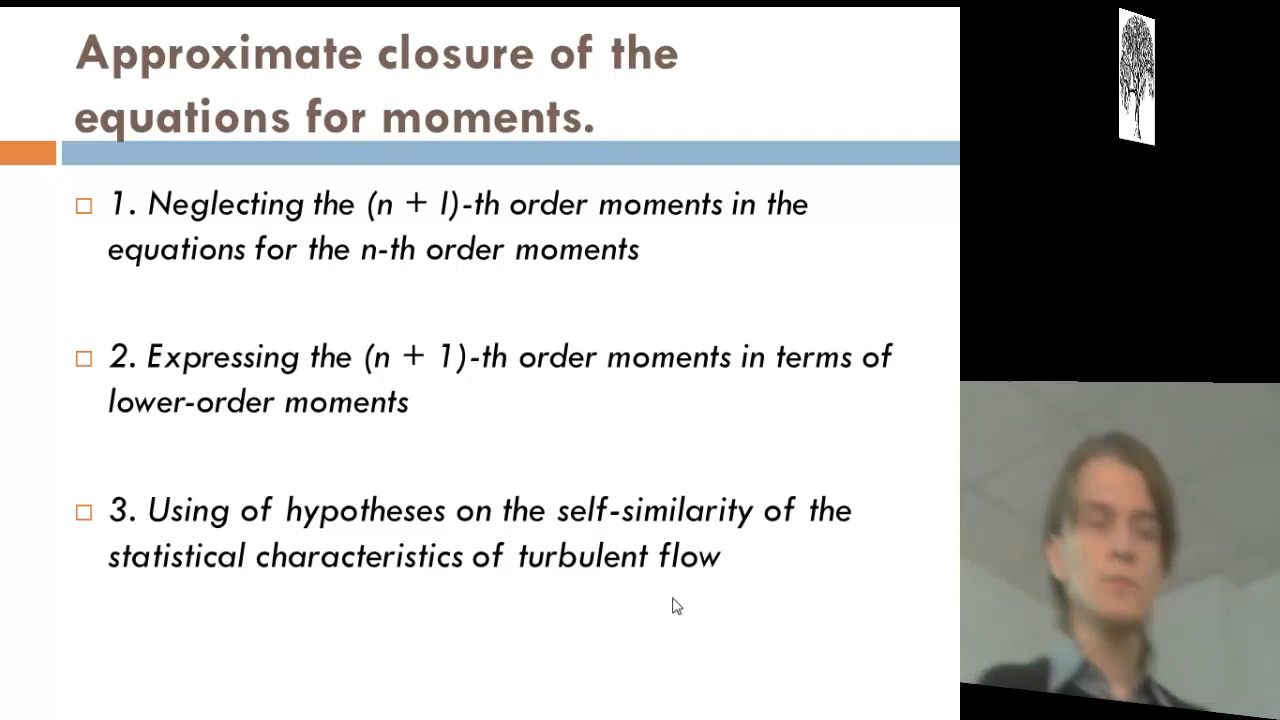 Approximate closure of the
equations for moments.
1. Neglecting the (n + I)-th order moments in the
equations for the n-th order moments
2. Expressing the (n + 1)-th order moments in terms of
lower-order moments
3. Using of hypotheses on the self-similarity of the
statistical characteristics of turbulent flow